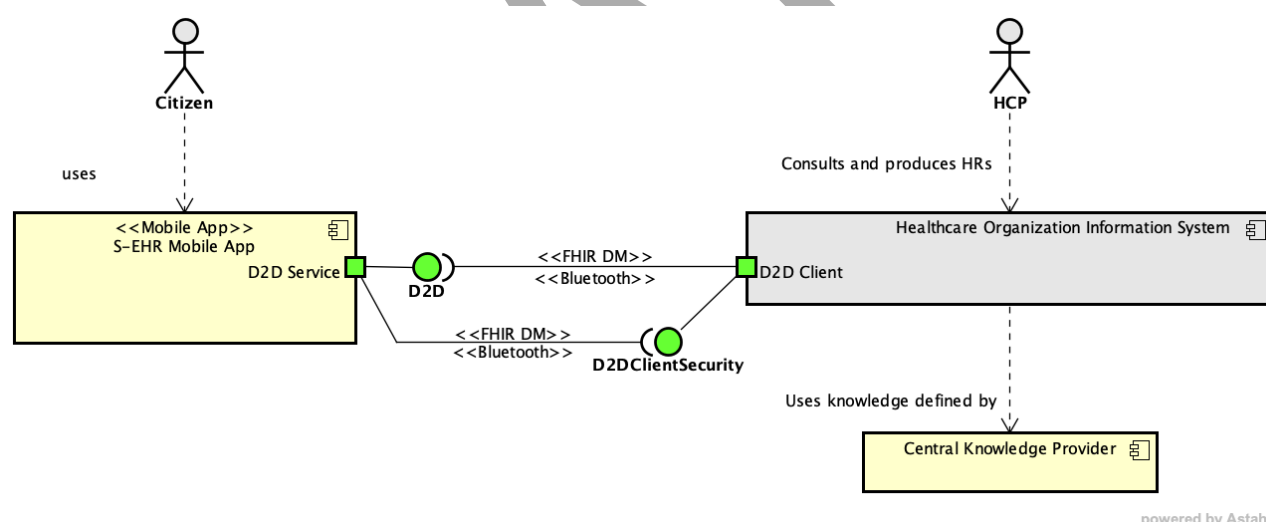 Citizen
HCP
uses
Consults and produces HRs
<<Mobile App>>
S-EHR Mobile App
D2D Service
D2D
<<FHIR DM>>
<<Bluetooth>>
Healthcare Organization Information System
D2D Client
<<FHIR DM>>
<<Bluetooth>>
D2DClientSecurity
Uses knowledge defined by
Central Knowledge Provider
powered by Astah